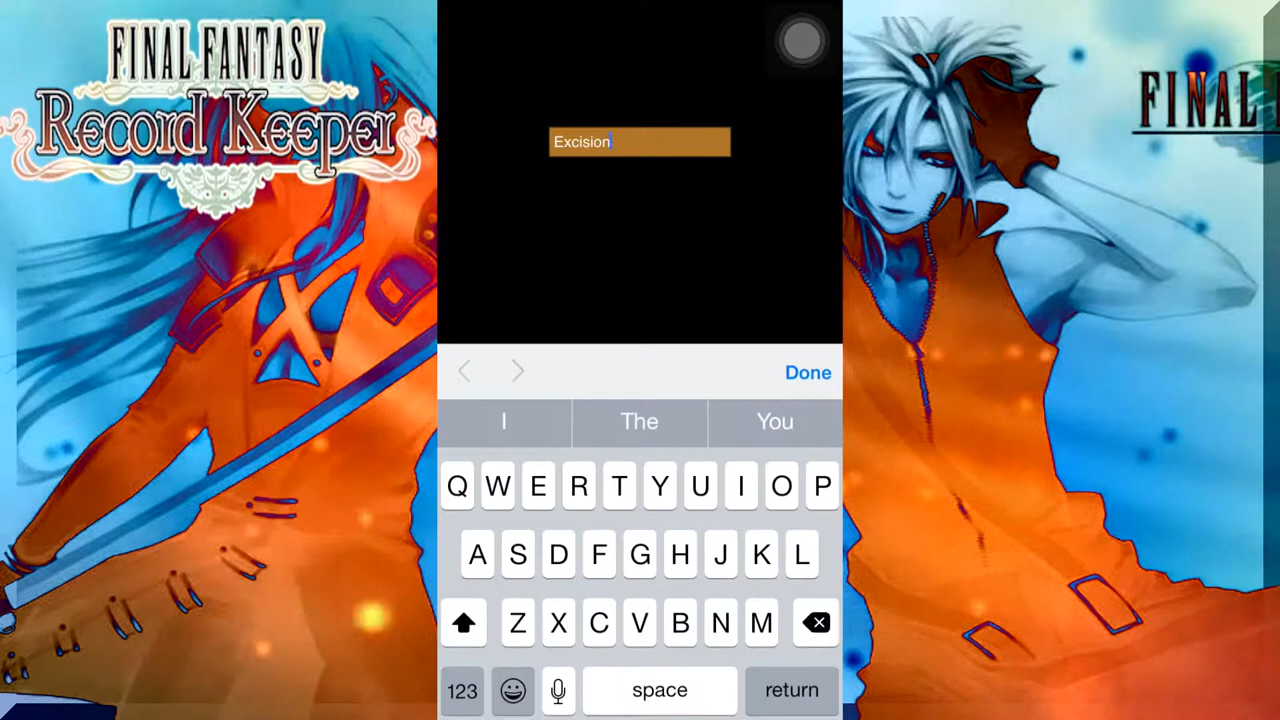 FINAL FANTASY
Record Keeper
Excision
Done
I The You
Q W E R T Y U I O P
A S D F G H J K L
Z X C V B N M
123 space return
FINAL